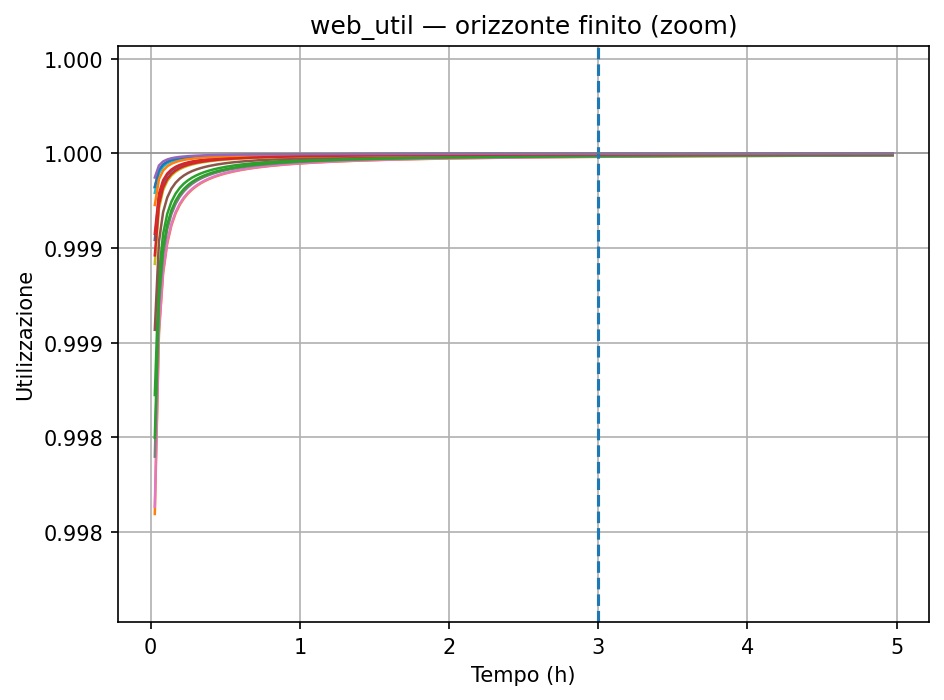 web_util — orizzonte finito (zoom)
Utilizzazione
1.000
1.000
0.999
0.999
0.998
0.998
0 1 2 3 4 5
Tempo (h)